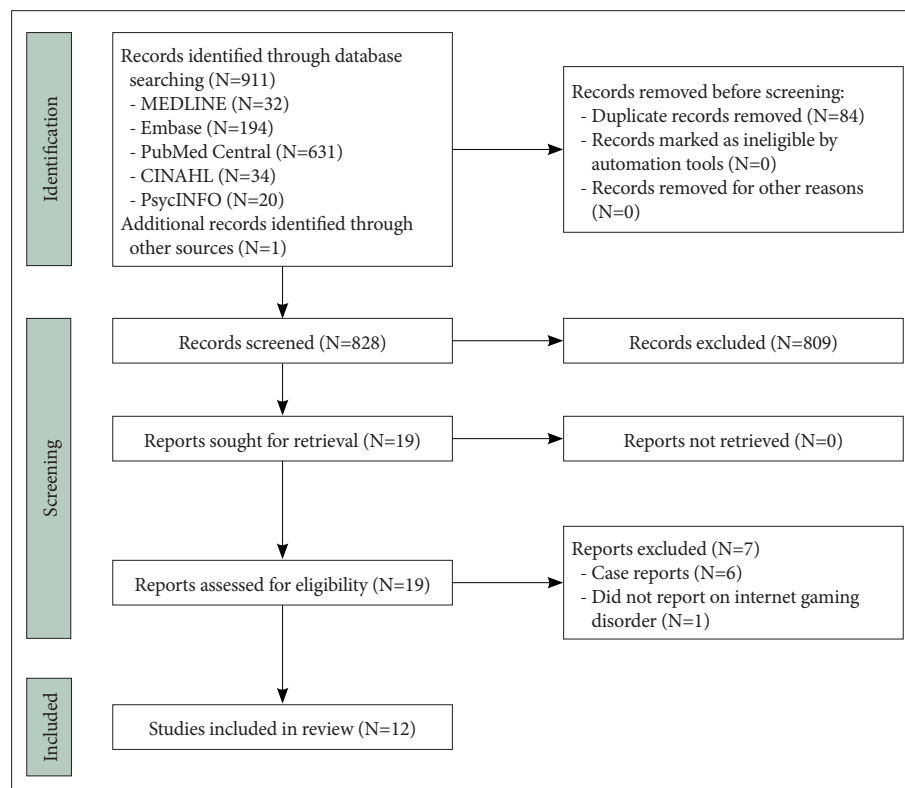 Identification
Records identified through database
searching (N=911)
- MEDLINE (N=32)
- Embase (N=194)
- PubMed Central (N=631)
- CINAHL (N=34)
- PsycINFO (N=20)
Additional records identified through
other sources (N=1)
Records removed before screening:
- Duplicate records removed (N=84)
- Records marked as ineligible by
automation tools (N=0)
- Records removed for other reasons
(N=0)
Screening
Records screened (N=828)
Records excluded (N=809)
Reports sought for retrieval (N=19)
Reports not retrieved (N=0)
Reports assessed for eligibility (N=19)
Reports excluded (N=7)
- Case reports (N=6)
- Did not report on internet gaming
disorder (N=1)
Included
Studies included in review (N=12)